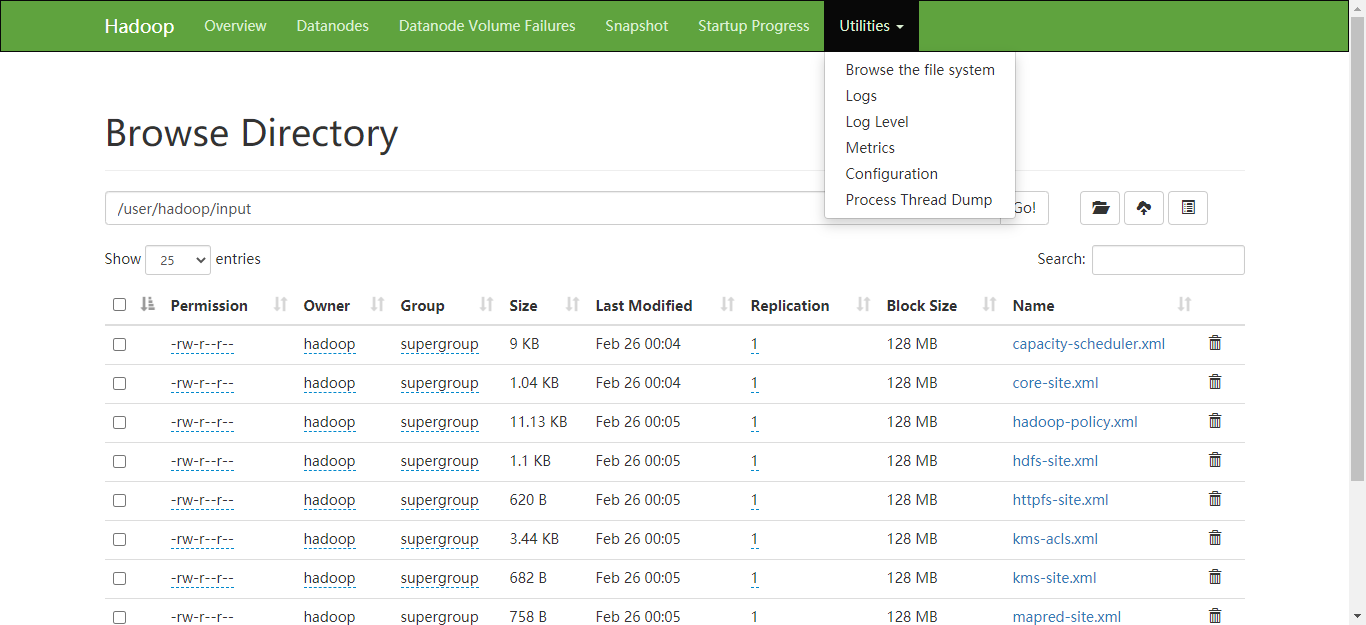 Hadoop Overview Datanodes Datanode Volume Failures Snapshot Startup Progress Utilities
Browse the file system
Logs
Log Level
Metrics
Configuration
Process Thread Dump
Browse Directory
/user/hadoop/input Go!
Show 25 entries Search:
Permission Owner Group Size Last Modified Replication Block Size Name
-rw-r--r-- hadoop supergroup 9 KB Feb 26 00:04 1 128 MB capacity-scheduler.xml
-rw-r--r-- hadoop supergroup 1.04 KB Feb 26 00:04 1 128 MB core-site.xml
-rw-r--r-- hadoop supergroup 11.13 KB Feb 26 00:05 1 128 MB hadoop-policy.xml
-rw-r--r-- hadoop supergroup 1.1 KB Feb 26 00:05 1 128 MB hdfs-site.xml
-rw-r--r-- hadoop supergroup 620 B Feb 26 00:05 1 128 MB httpfs-site.xml
-rw-r--r-- hadoop supergroup 3.44 KB Feb 26 00:05 1 128 MB kms-acls.xml
-rw-r--r-- hadoop supergroup 682 B Feb 26 00:05 1 128 MB kms-site.xml
-rw-r--r-- hadoop supergroup 758 B Feb 26 00:05 1 128 MB mapred-site.xml